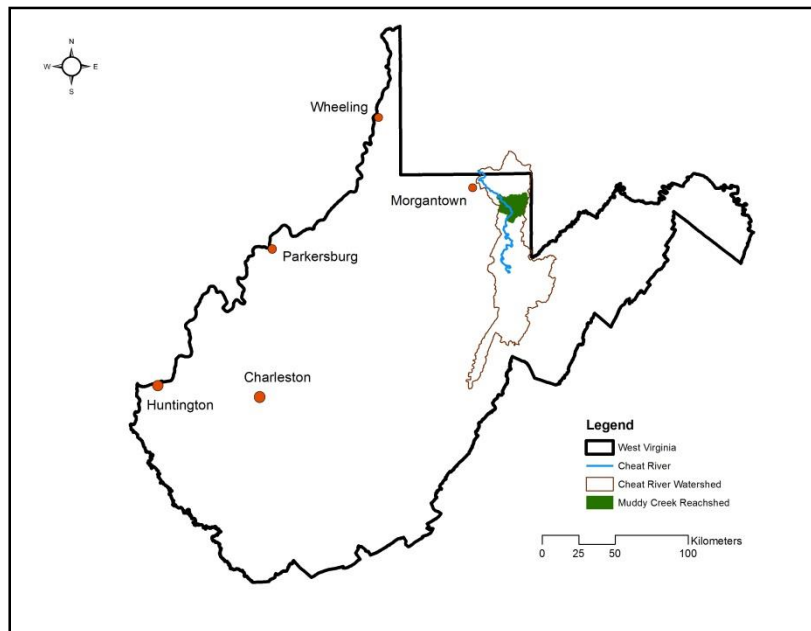 N
W E
S
Wheeling
Morgantown
Parkersburg
Charleston
Huntington
Legend
West Virginia
Cheat River
Cheat River Watershed
Muddy Creek Reachshed
Kilometers
0 25 50 100